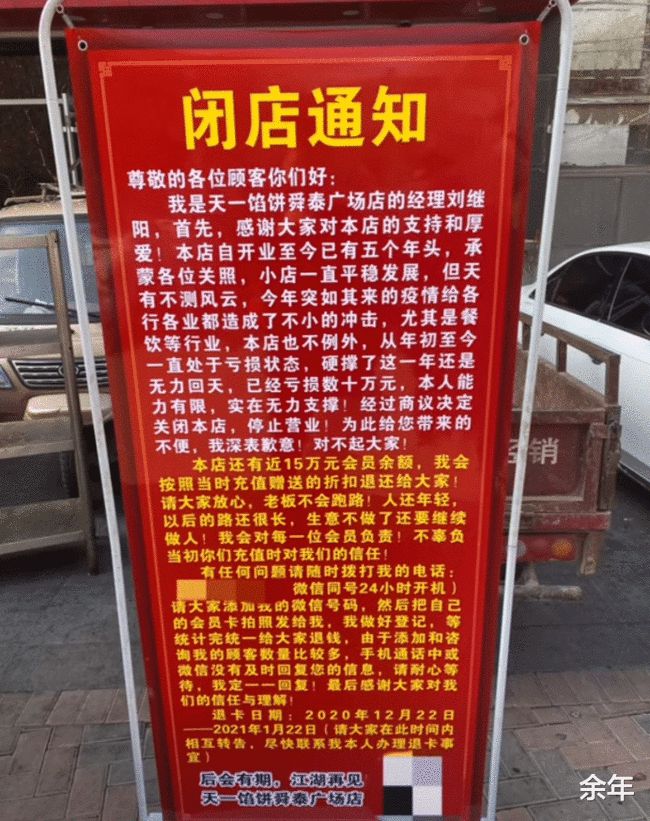 闭店通知
尊敬的各位顾客你们好：
我是天一馅饼舜泰广场店的经理刘继
阳，首先，感谢大家对本店的支持和厚
爱！本店自开业至今已有五个年头，承
蒙各位关照，小店一直平稳发展，但天
有不测风云，今年突如其来的疫情给各
行各业都造成了不小的冲击，尤其是餐
饮等行业，本店也不例外，从年初至今
一直处于亏损状态，硬撑了这一年还是
无力回天，已经亏损数十万元，本人能
力有限，实在无力支撑！经过商议决定
关闭本店，停止营业！为此给您带来的
不便，我深表歉意！对不起大家！
本店还有近15万元会员余额，我会
按照当时充值赠送的折扣退还给大家！
请大家放心，老板不会跑路！人还年轻，
以后的路还很长，生意不做了还要继续
做人！我会对每一位会员负责！不辜负
当初你们充值时对我们的信任！
有任何问题请随时拨打我的电话：
微信同号24小时开机）
请大家添加我的微信号码，然后把自己
的会员卡拍照发给我，我做好登记，等
统计完统一给大家退钱，由于添加和咨
询我的顾客数量比较多，手机通话中或
微信没有及时回复您的信息，请耐心等
待，我定一一回复！最后感谢大家对我
们的信任与理解！
退卡日期：2020年12月22日
——2021年1月22日（请大家在此时间内
相互转告，尽快联系我本人办理退卡事
宜）
后会有期，江湖再见
天一馅饼舜泰广场店
经销
余年